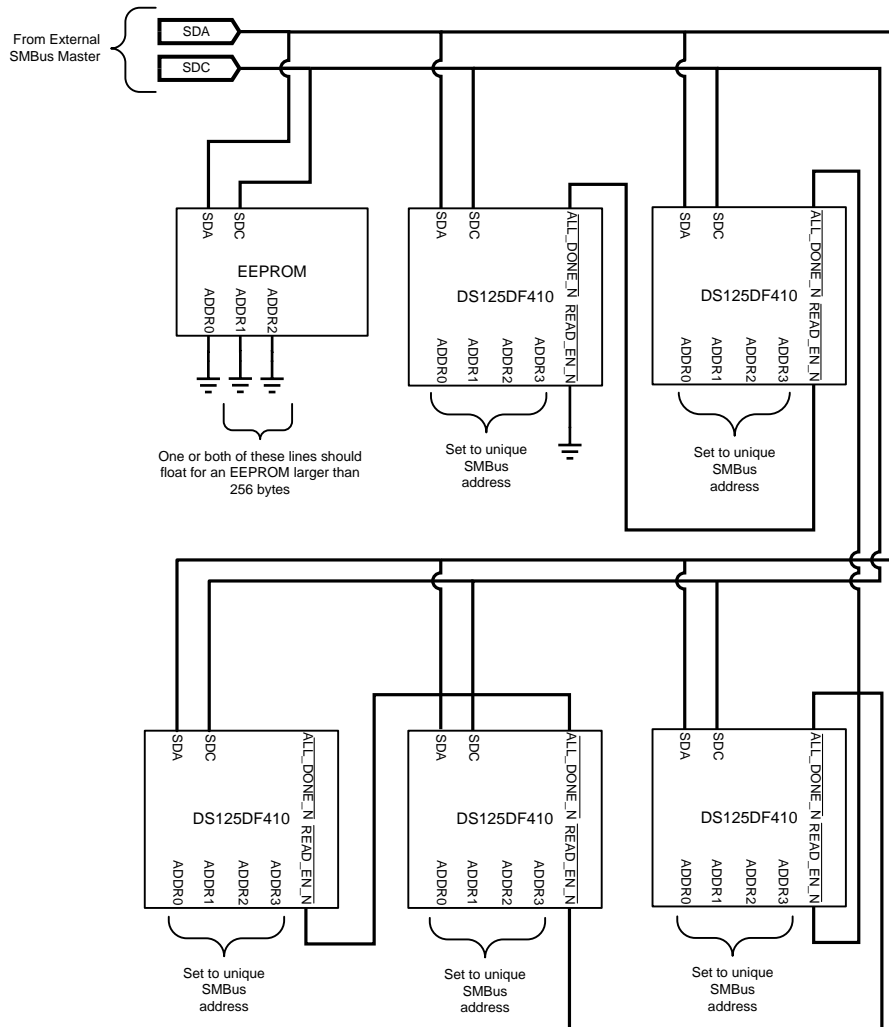 From External
SMBus Master
SDA
SDC
SDA
SDC
EEPROM
ADDR0
ADDR1
ADDR2
One or both of these lines should
float for an EEPROM larger than
256 bytes
SDA
SDC
ALL_DONE_N
DS125DF410
READ_EN_N
ADDR0
ADDR1
ADDR2
ADDR3
Set to unique
SMBus
address
SDA
SDC
ALL_DONE_N
DS125DF410
READ_EN_N
ADDR0
ADDR1
ADDR2
ADDR3
Set to unique
SMBus
address
SDA
SDC
ALL_DONE_N
DS125DF410
READ_EN_N
ADDR0
ADDR1
ADDR2
ADDR3
Set to unique
SMBus
address
SDA
SDC
ALL_DONE_N
DS125DF410
READ_EN_N
ADDR0
ADDR1
ADDR2
ADDR3
Set to unique
SMBus
address
SDA
SDC
ALL_DONE_N
DS125DF410
READ_EN_N
ADDR0
ADDR1
ADDR2
ADDR3
Set to unique
SMBus
address